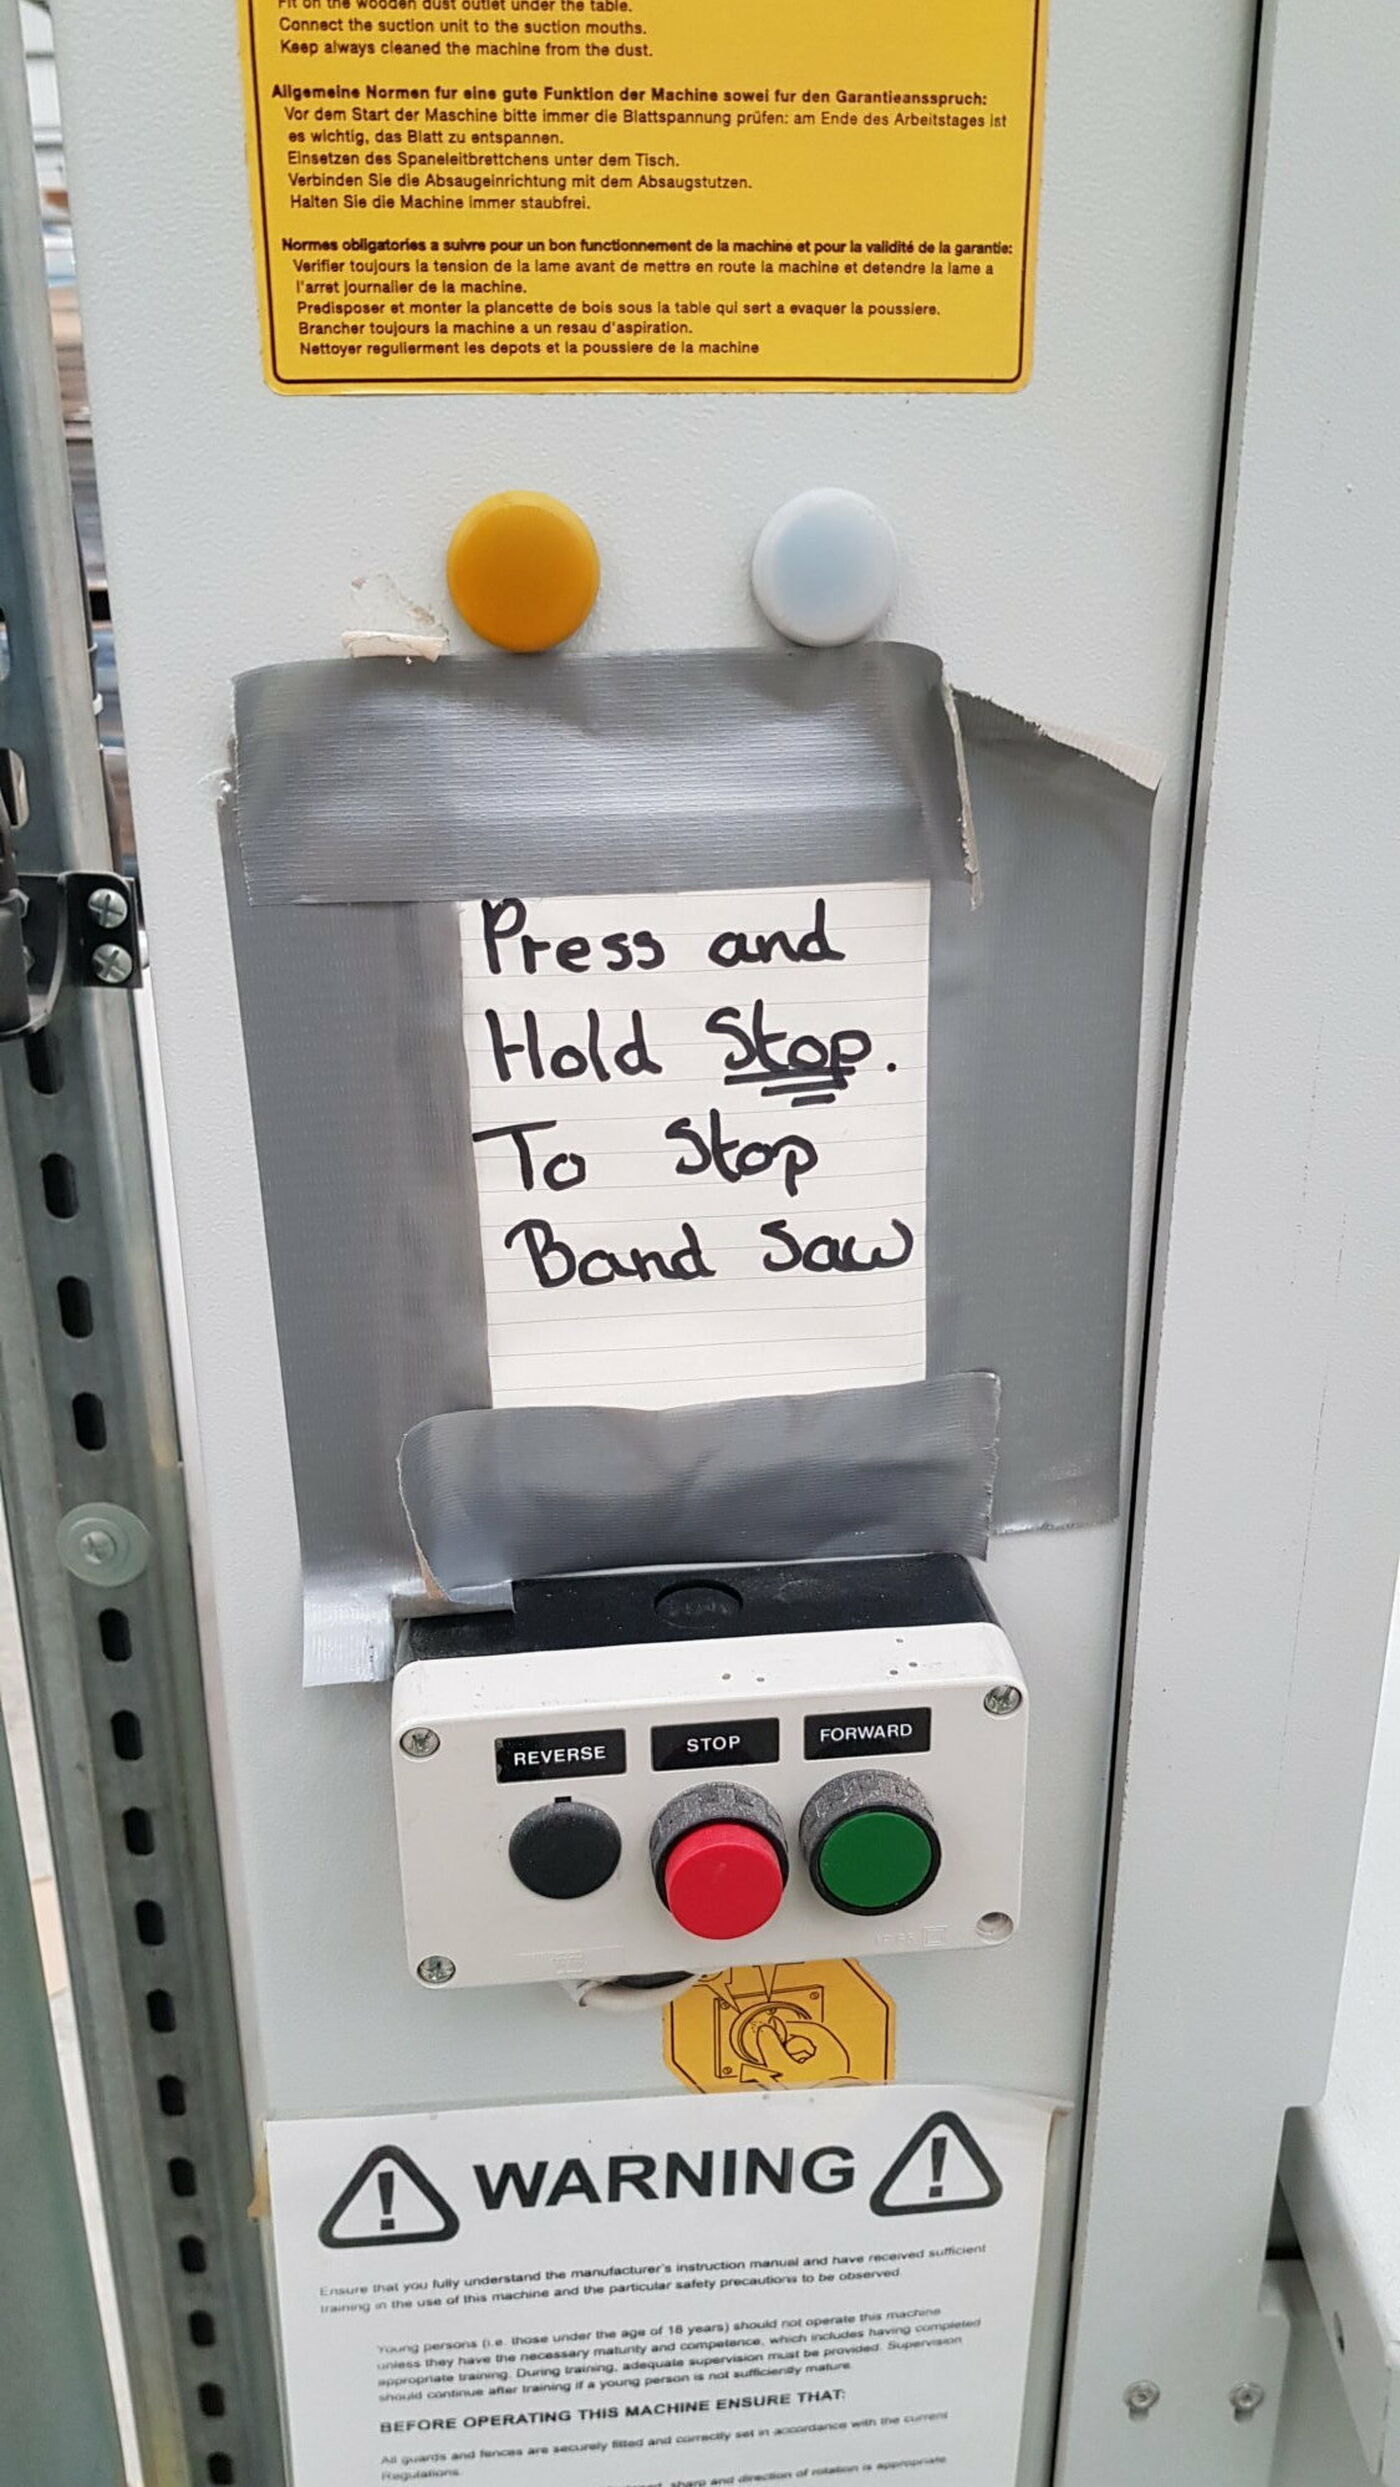 Fit on the wooden dust outlet under the table.
Connect the suction unit to the suction mouths.
Keep always cleaned the machine from the dust.
Allgemeine Normen fur eine gute Funktion der Machine sowei fur den Garantieansspruch:
Vor dem Start der Maschine bitte immer die Blattspannung prüfen: am Ende des Arbeitstages ist
es wichtig, das Blatt zu entspannen.
Einsetzen des Spaneleitbrettchens unter dem Tisch.
Verbinden Sie die Absaugeinrichtung mit dem Absaugstutzen.
Halten Sie die Machine immer staubfrei.
Normes obligatories a suivre pour un bon functionnement de la machine et pour la validité de la garantie:
Verifier toujours la tension de la lame avant de mettre en route la machine et detendre la lame a
l'arret journalier de la machine.
Predisposer et monter la plancette de bois sous la table qui sert a evaquer la poussiere.
Brancher toujours la machine a un resau d'aspiration.
Nettoyer regulierment les depots et la poussiere de la machine
Press and
Hold Stop.
To Stop
Band Saw
REVERSE STOP FORWARD
WARNING
Ensure that you fully understand the manufacturer's instruction manual and have received sufficient
training in the use of this machine and the particular safety precautions to be observed.
Young persons (i.e. those under the age of 18 years) should not operate this machine
unless they have the necessary maturity and competence, which includes having completed
appropriate training. During training, adequate supervision must be provided. Supervision
should continue after training if a young person is not sufficiently mature.
BEFORE OPERATING THIS MACHINE ENSURE THAT:
All guards and fences are securely fitted and correctly set in accordance with the current
Regulations.
sharp and direction of rotation is appropriate